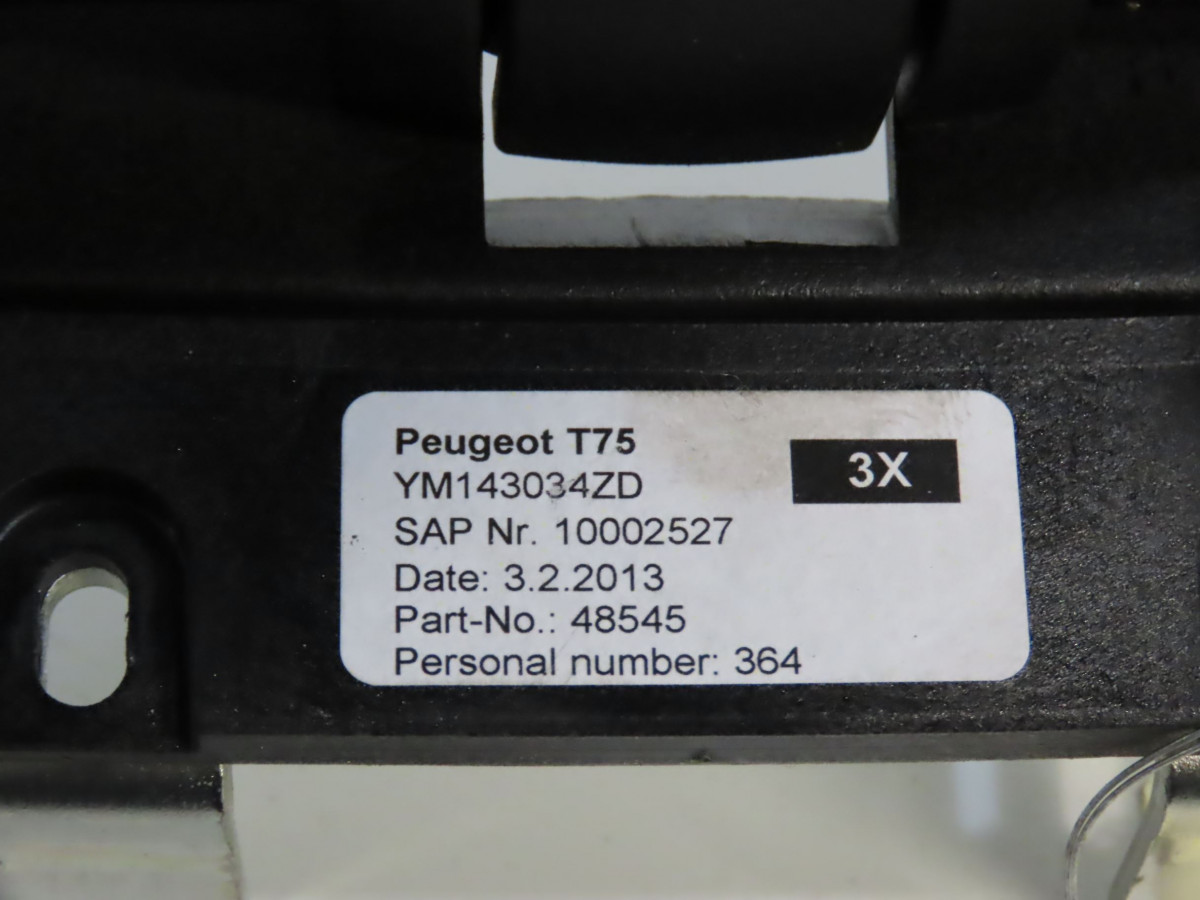 Peugeot T75
3X
YM143034ZD
SAP Nr. 10002527
Date: 3.2.2013
Part-No.: 48545
Personal number: 364